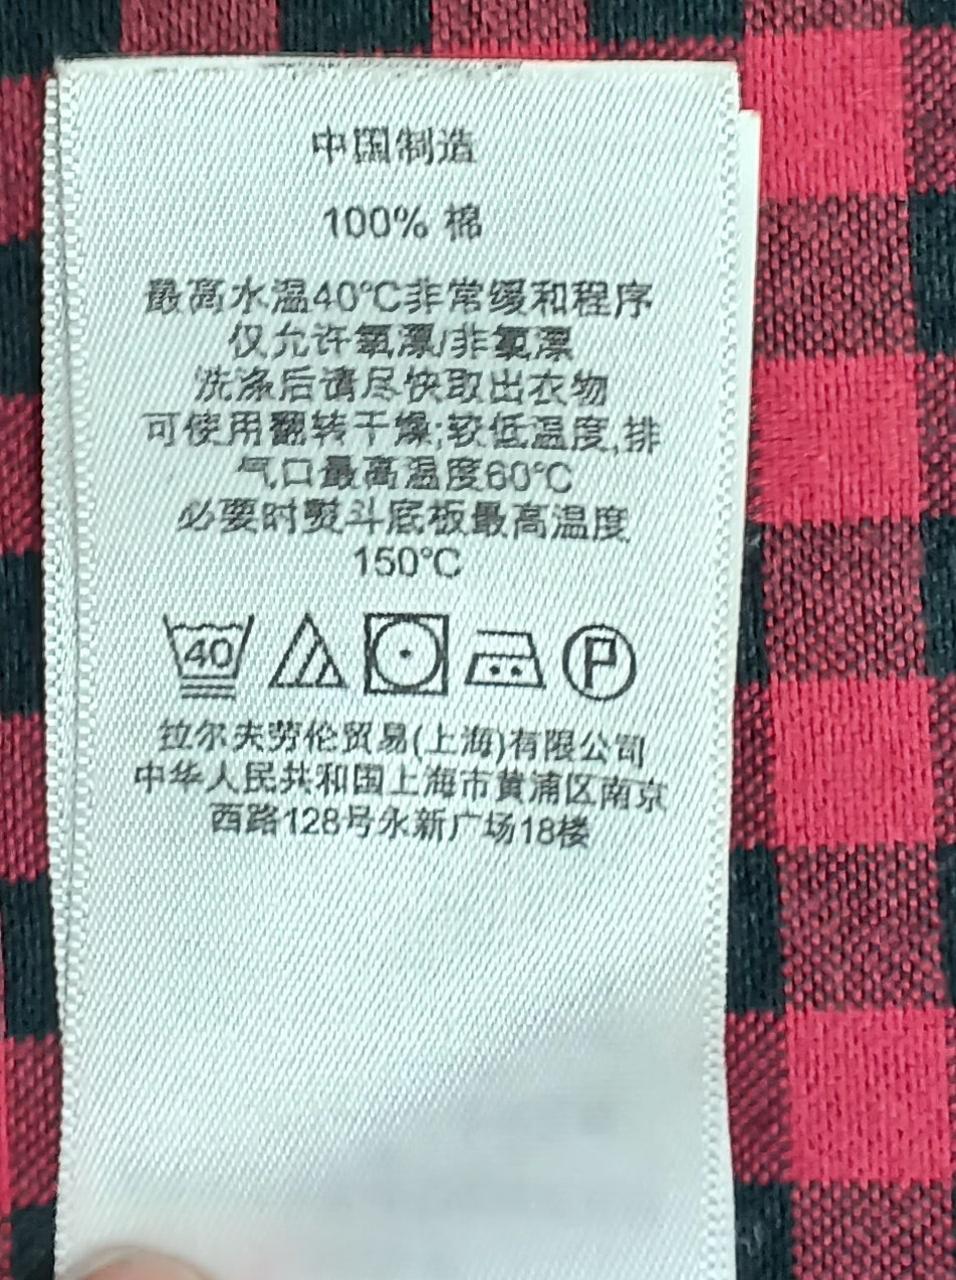 中国制造
100% 棉
最高水温40℃非常缓和程序
仅允许氧漂/非氯漂
洗涤后请尽快取出衣物
可使用翻转干燥;较低温度,排
气口最高温度60℃
必要时熨斗底板最高温度
150℃
40
P
拉尔夫劳伦贸易(上海)有限公司
中华人民共和国上海市黄浦区南京
西路128号永新广场18楼